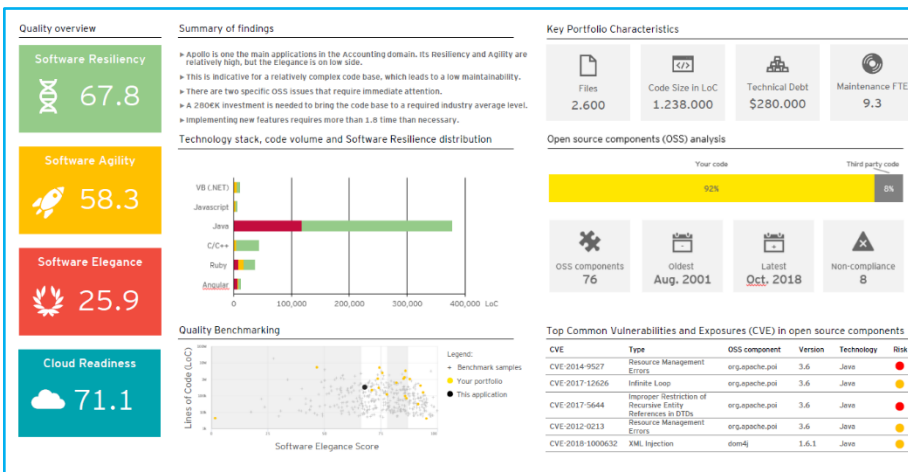 Quality overview
Software Resiliency
67.8
Software Agility
58.3
Software Elegance
25.9
Cloud Readiness
71.1
Summary of findings
▸ Apollo is one the main applications in the Accounting domain. Its Resiliency and Agility are
relatively high, but the Elegance is on low side.
▸ This is indicative for a relatively complex code base, which leads to a low maintainability.
▸ There are two specific OSS issues that require immediate attention.
▸ A 280€K investment is needed to bring the code base to a required industry average level.
▸ Implementing new features requires more than 1.8 time than necessary.
Technology stack, code volume and Software Resilience distribution
VB (.NET)
Javascript
Java
C/C++
Ruby
Angular
0 100,000 200,000 300,000 400,000 LoC
Quality Benchmarking
Lines of Code (LoC)
Software Elegance Score
Legend:
+ Benchmark samples
Your portfolio
This application
Key Portfolio Characteristics
Files
2.600
Code Size in LoC
1.238.000
Technical Debt
$280.000
Maintenance FTE
9.3
Open source components (OSS) analysis
Your code Third party code
92% 8%
OSS components
76
Oldest
Aug. 2001
Latest
Oct. 2018
Non-compliance
8
Top Common Vulnerabilities and Exposures (CVE) in open source components
CVE Type OSS component Version Technology Risk
CVE-2014-9527 Resource Management Errors org.apache.poi 3.6 Java
CVE-2017-12626 Infinite Loop org.apache.poi 3.6 Java
CVE-2017-5644 Improper Restriction of Recursive Entity References in DTDs org.apache.poi 3.6 Java
CVE-2012-0213 Resource Management Errors org.apache.poi 3.6 Java
CVE-2018-1000632 XML Injection dom4j 1.6.1 Java